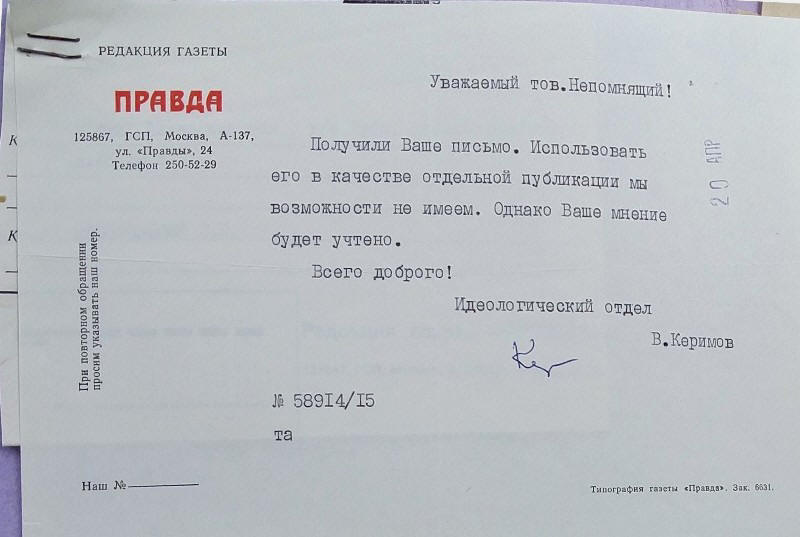 РЕДАКЦИЯ ГАЗЕТЫ
ПРАВДА
125867, ГСП, Москва, А-137,
ул. «Правды», 24
Телефон 250-52-29
При повторном обращении
просим указывать наш номер.
Уважаемый тов.Непомнящий!
20 АПР
Получили Ваше письмо. Использовать
его в качестве отдельной публикации мы
возможности не имеем. Однако Ваше мнение
будет учтено.
Всего доброго!
Идеологический отдел
В.Керимов
№ 589I4/I5
та
Наш №
Типография газеты «Правда». Зак. 6631.